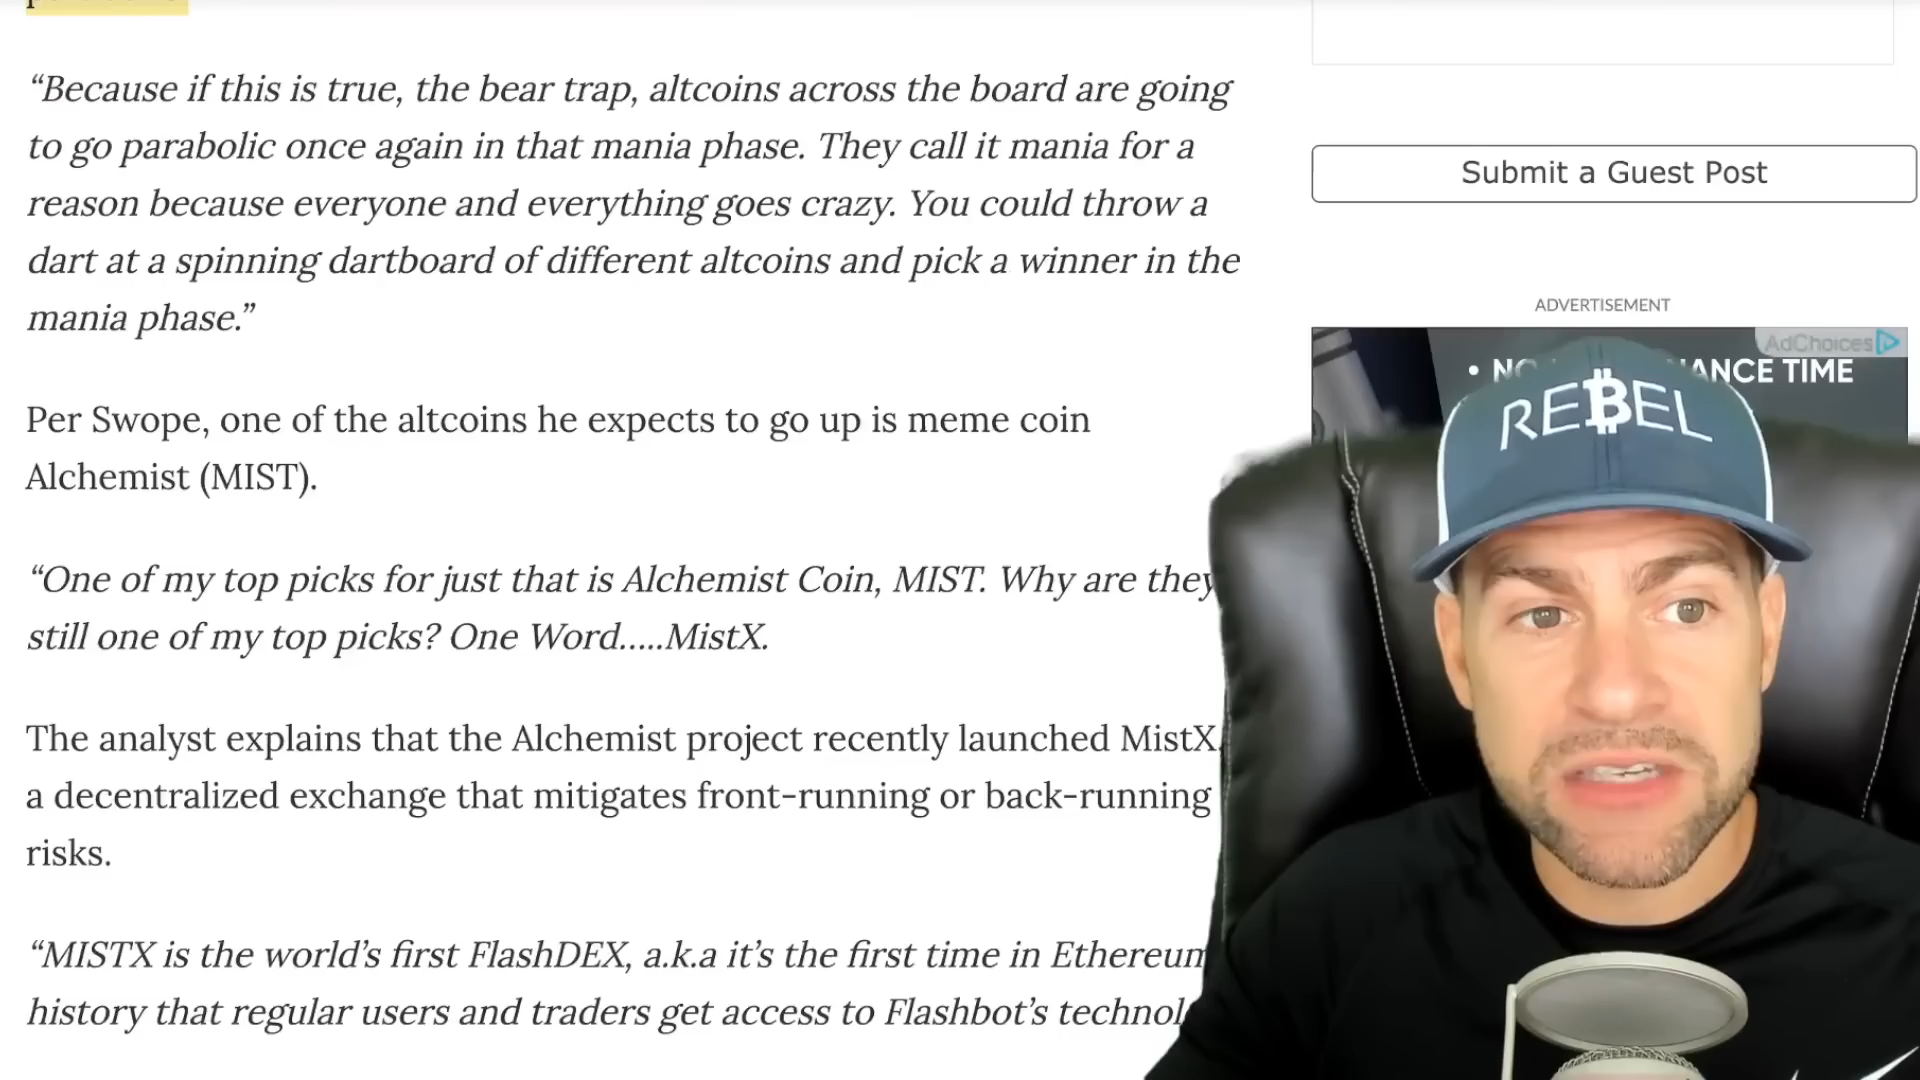 “Because if this is true, the bear trap, altcoins across the board are going
to go parabolic once again in that mania phase. They call it mania for a
reason because everyone and everything goes crazy. You could throw a
dart at a spinning dartboard of different altcoins and pick a winner in the
mania phase.”
Per Swope, one of the altcoins he expects to go up is meme coin
Alchemist (MIST).
“One of my top picks for just that is Alchemist Coin, MIST. Why are they
still one of my top picks? One Word.....MistX.
The analyst explains that the Alchemist project recently launched MistX,
a decentralized exchange that mitigates front-running or back-running
risks.
“MISTX is the world’s first FlashDEX, a.k.a it’s the first time in Ethereum
history that regular users and traders get access to Flashbot’s technol
Submit a Guest Post
ADVERTISEMENT
AdChoices
TIME
REBEL